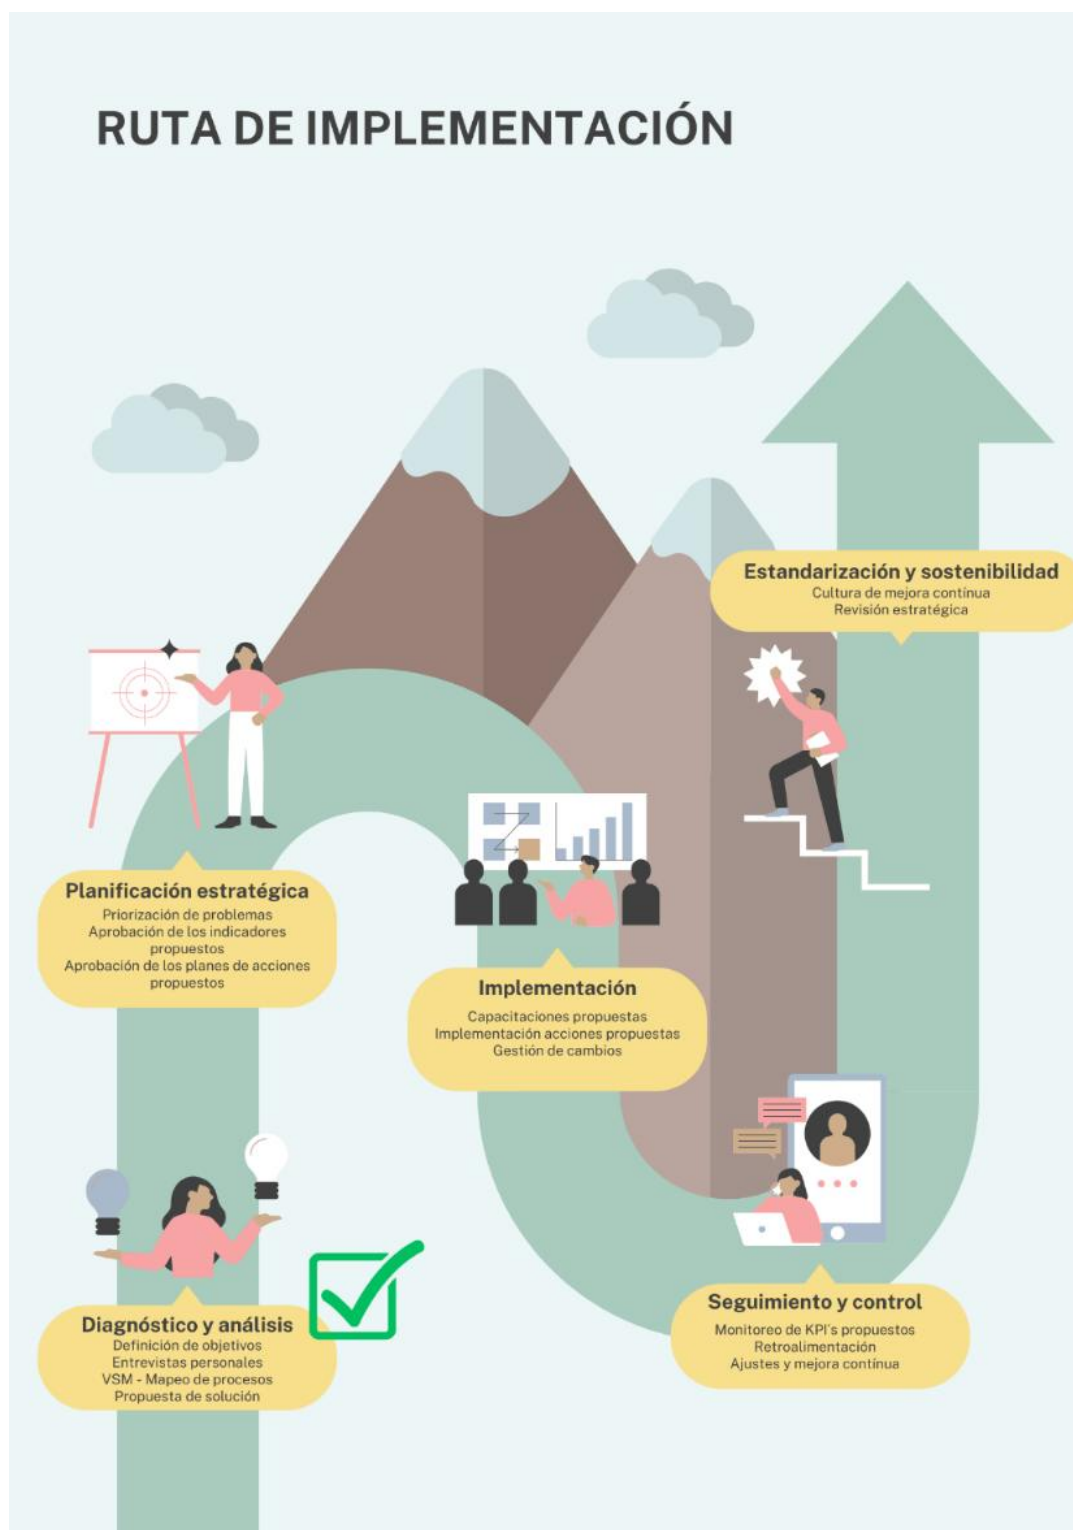 RUTA DE IMPLEMENTACIÓN
Estandarización y sostenibilidad
Cultura de mejora contínua
Revisión estratégica
Planificación estratégica
Priorización de problemas
Aprobación de los indicadores
propuestos
Aprobación de los planes de acciones
propuestos
Implementación
Capacitaciones propuestas
Implementación acciones propuestas
Gestión de cambios
Diagnóstico y análisis
Definición de objetivos
Entrevistas personales
VSM - Mapeo de procesos
Propuesta de solución
Seguimiento y control
Monitoreo de KPI's propuestos
Retroalimentación
Ajustes y mejora contínua